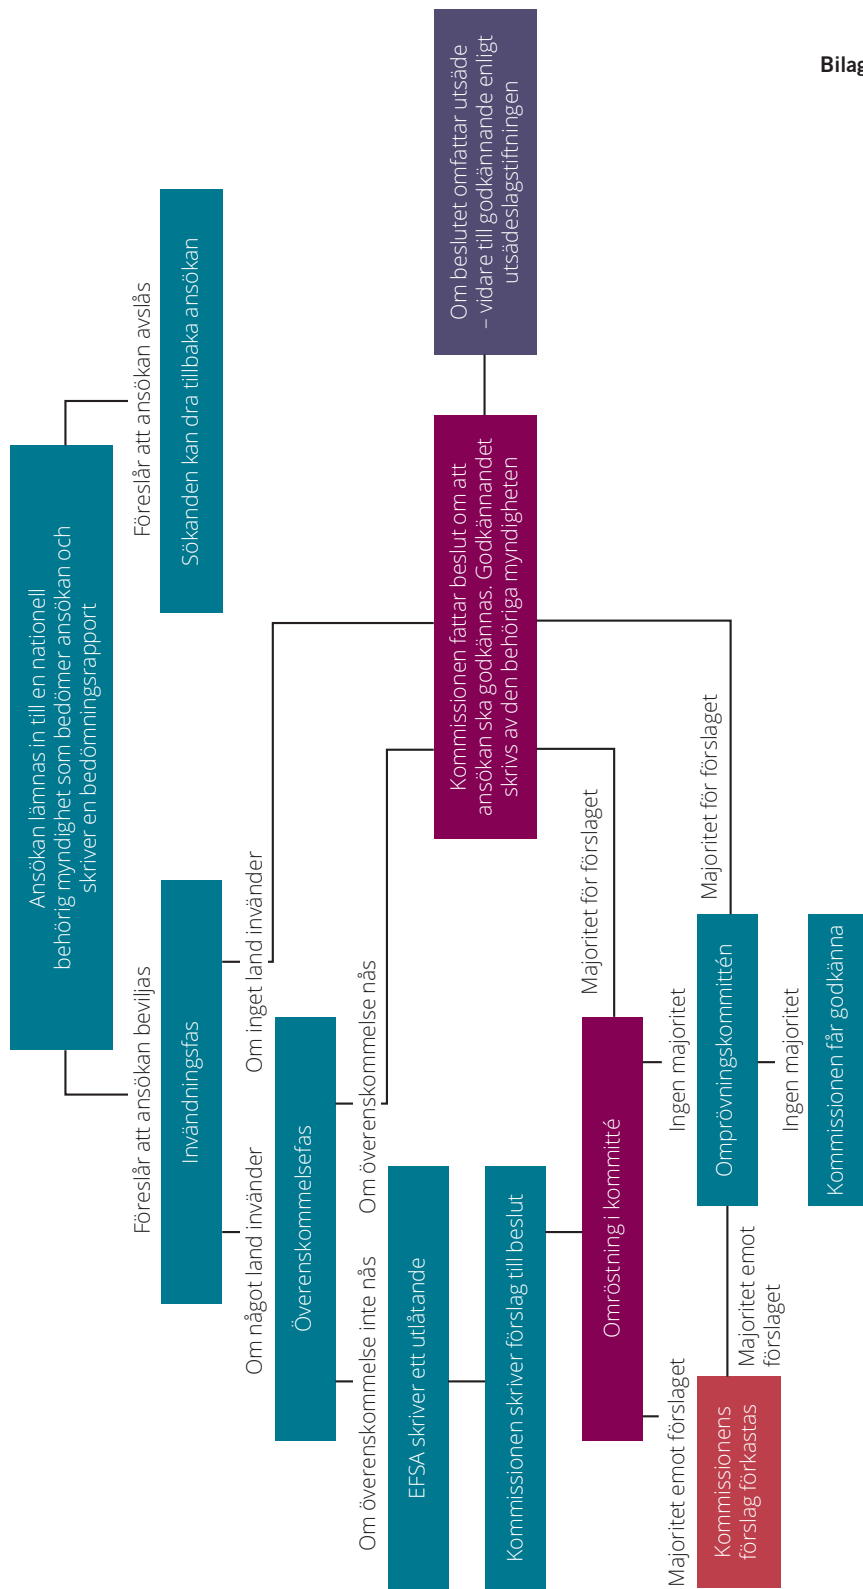 Bilag
Ansökan lämnas in till en nationell
behörig myndighet som bedömer ansökan och
skriver en bedömningsrapport
Föreslår att ansökan beviljas
Föreslår att ansökan avslås
Invändningsfas
Sökanden kan dra tillbaka ansökan
Om något land invänder
Om inget land invänder
Överenskommelsefas
Om överenskommelse inte nås
Om överenskommelse nås
EFSA skriver ett utlåtande
Kommissionen fattar beslut om att
ansökan ska godkännas. Godkännandet
skrivs av den behöriga myndigheten
Om beslutet omfattar utsäde
– vidare till godkännande enligt
utsädeslagstiftningen
Kommissionen skriver förslag till beslut
Omröstning i kommitté
Majoritet för förslaget
Majoritet emot förslaget
Ingen majoritet
Kommissionens
förslag förkastas
Majoritet emot
förslaget
Omprövningskommittén
Majoritet för förslaget
Ingen majoritet
Kommissionen får godkänna